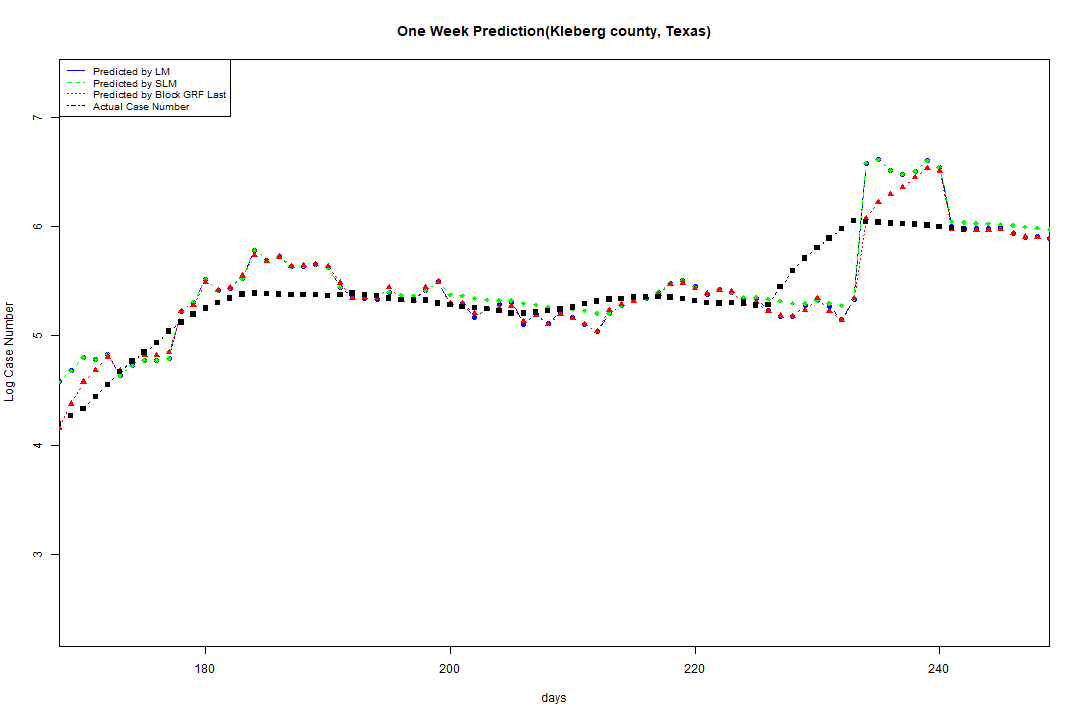 One Week Prediction(Kleberg county, Texas)
Predicted by LM
Predicted by SLM
Predicted by Block GRF Last
Actual Case Number
7
6
5
4
3
Log Case Number
180 200 220 240
days